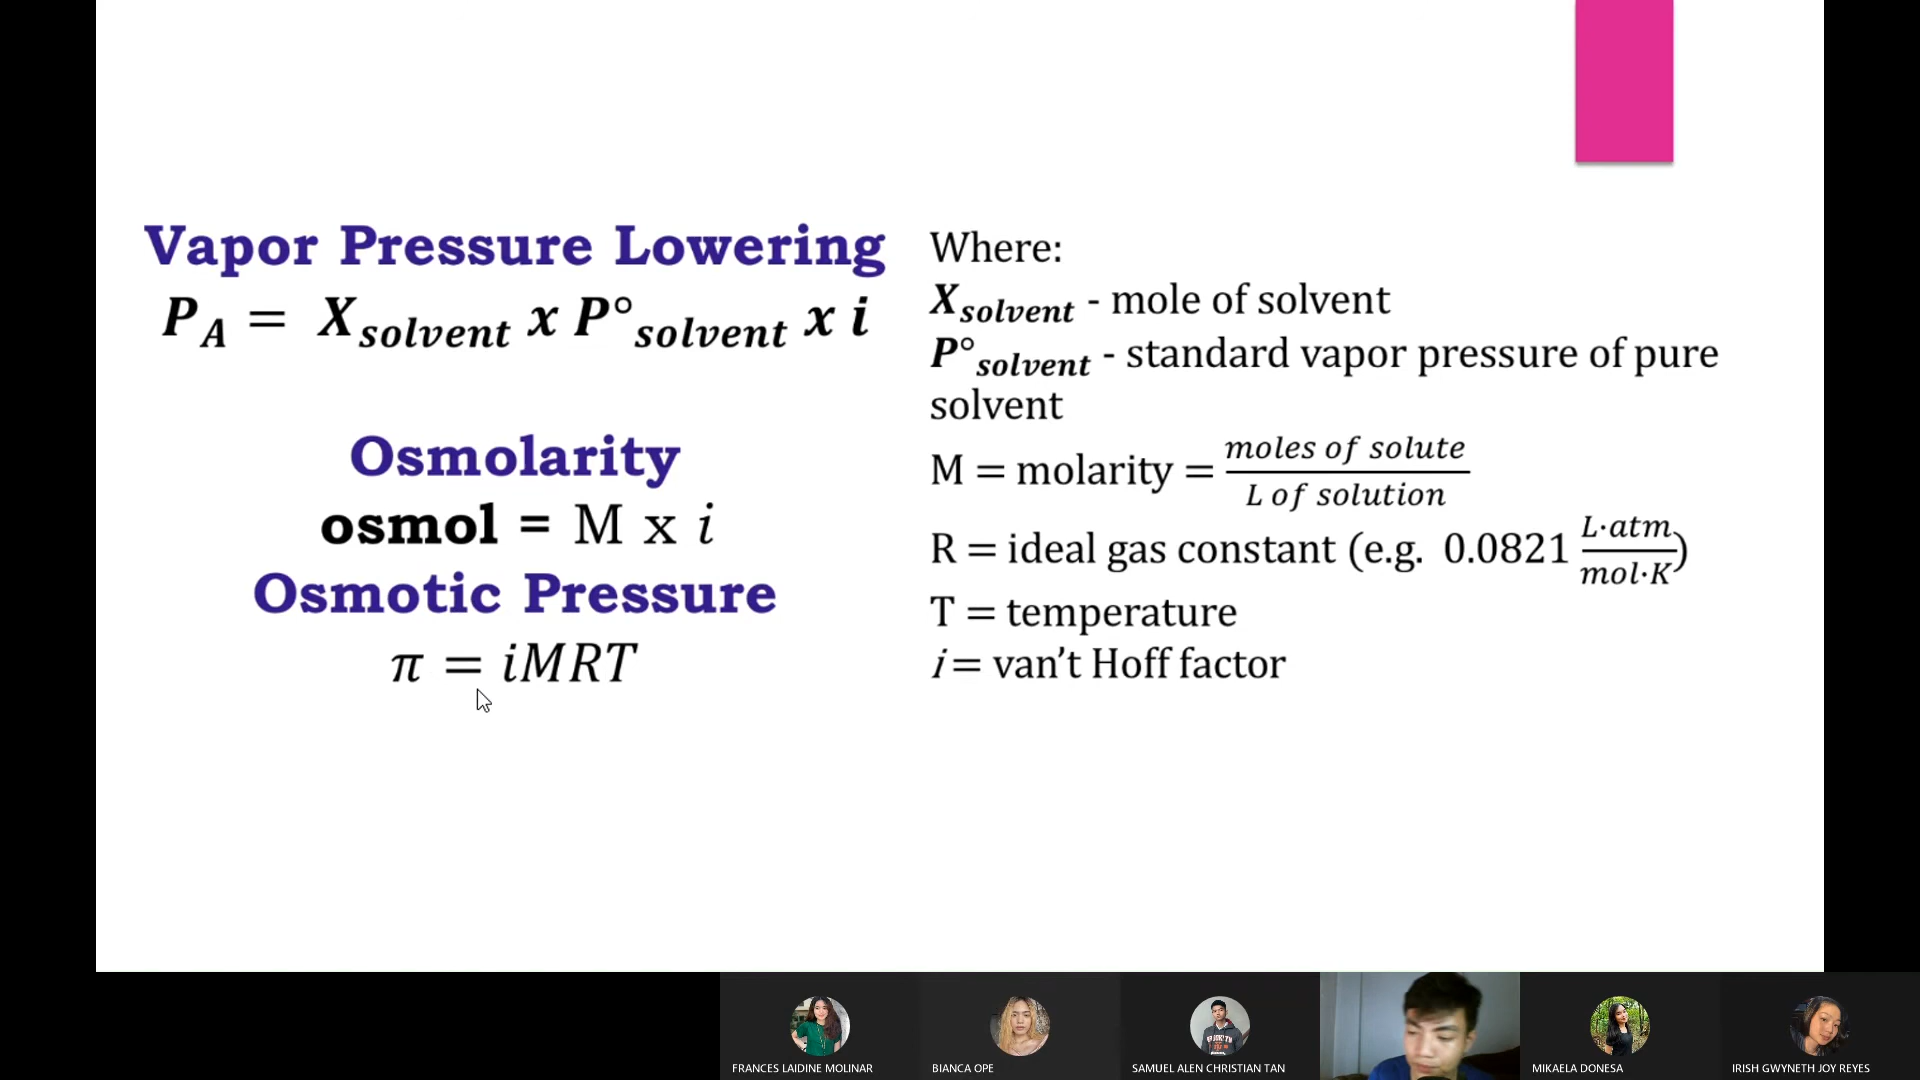 Vapor Pressure Lowering
P_A = X_solvent x P°_solvent x i
Osmolarity
osmol = M x i
Osmotic Pressure
π = iMRT
Where:
X_solvent - mole of solvent
P°_solvent - standard vapor pressure of pure
solvent
M = molarity = moles of solute / L of solution
R = ideal gas constant (e.g. 0.0821 L·atm / mol·K)
T = temperature
i = van’t Hoff factor
FRANCES LAIDINE MOLINAR
BIANCA OPE
SAMUEL ALEN CHRISTIAN TAN
MIKAELA DONESA
IRISH GWYNETH JOY REYES